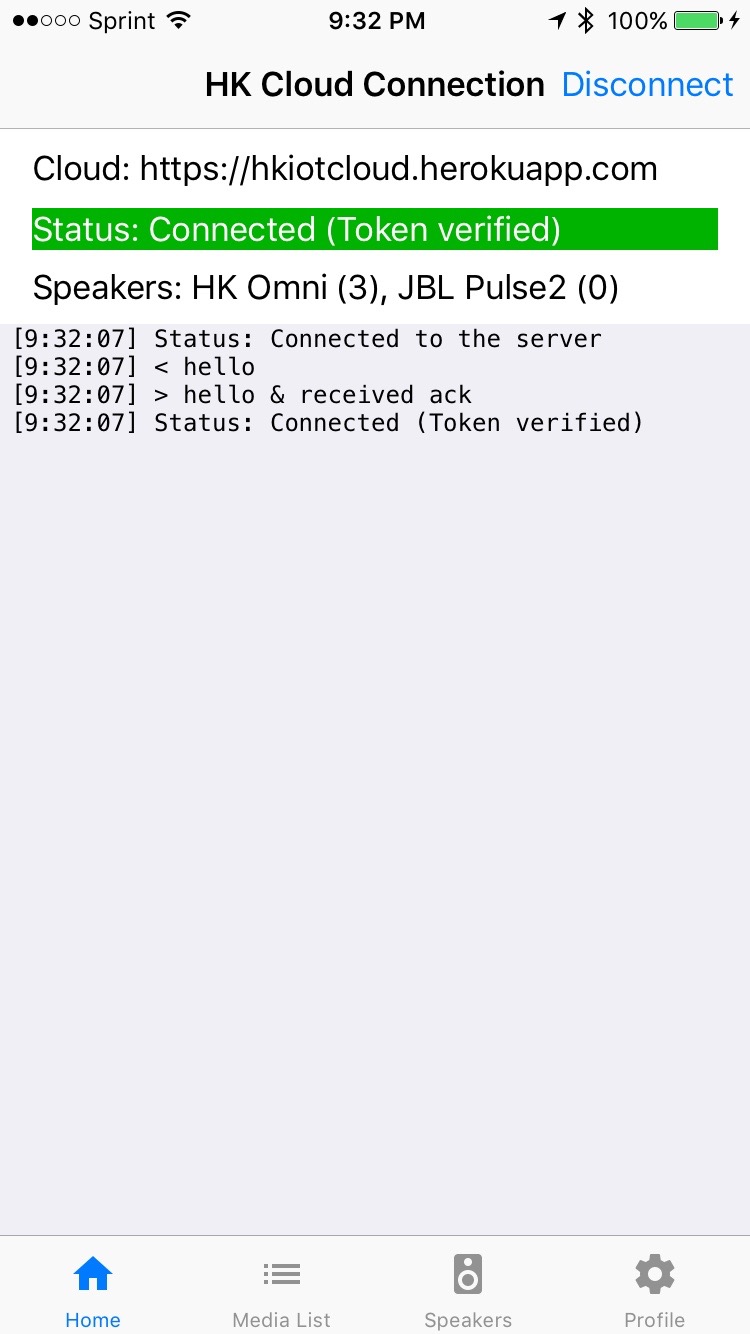 Sprint 9:32 PM 100%
HK Cloud Connection Disconnect
Cloud: https://hkiotcloud.herokuapp.com
Status: Connected (Token verified)
Speakers: HK Omni (3), JBL Pulse2 (0)
[9:32:07] Status: Connected to the server
[9:32:07] < hello
[9:32:07] > hello & received ack
[9:32:07] Status: Connected (Token verified)
Home Media List Speakers Profile